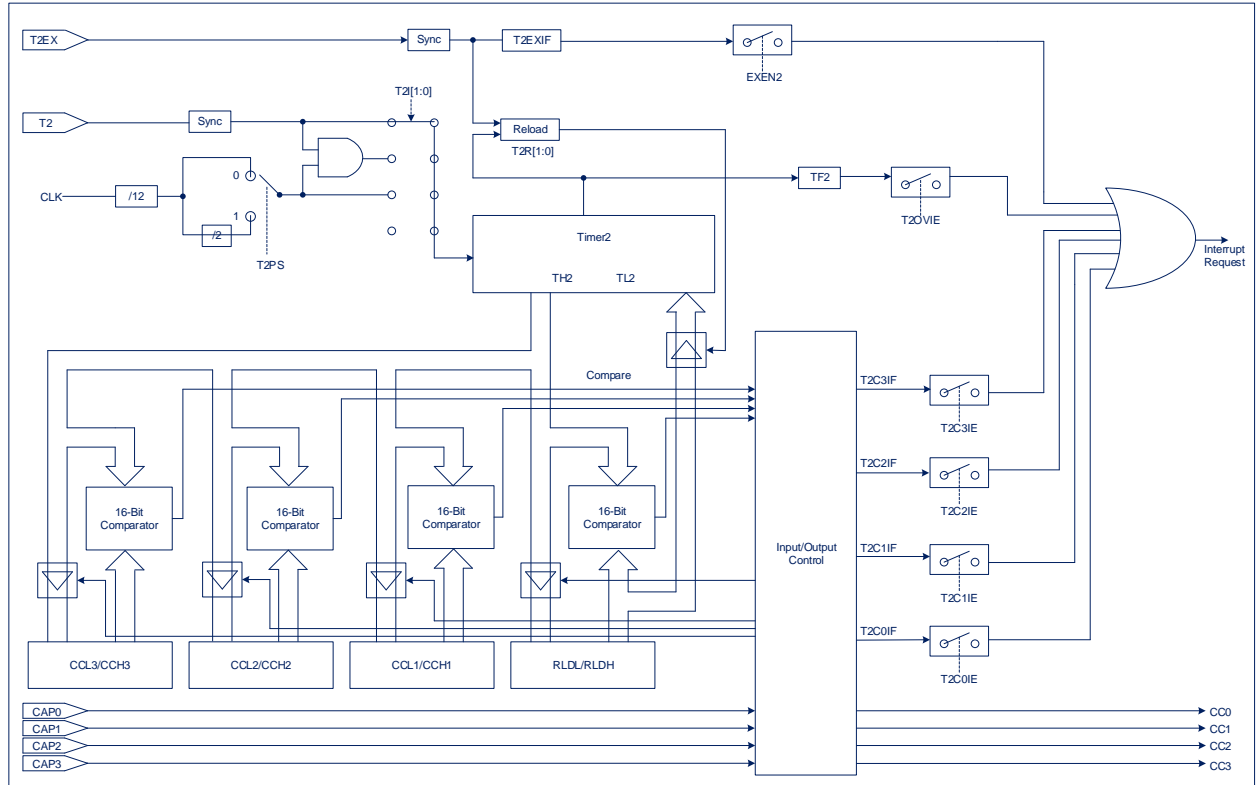 T2EX
Sync
T2EXIF
EXEN2
T2I[1:0]
T2
Sync
Reload
T2R[1:0]
CLK
/12
0
1
/2
T2PS
TF2
T2OVIE
Timer2
TH2 TL2
Interrupt
Request
Compare
T2C3IF
T2C3IE
T2C2IF
T2C2IE
T2C1IF
T2C1IE
T2C0IF
T2C0IE
16-Bit
Comparator
16-Bit
Comparator
16-Bit
Comparator
16-Bit
Comparator
Input/Output
Control
CCL3/CCH3
CCL2/CCH2
CCL1/CCH1
RLDL/RLDH
CAP0
CAP1
CAP2
CAP3
CC0
CC1
CC2
CC3